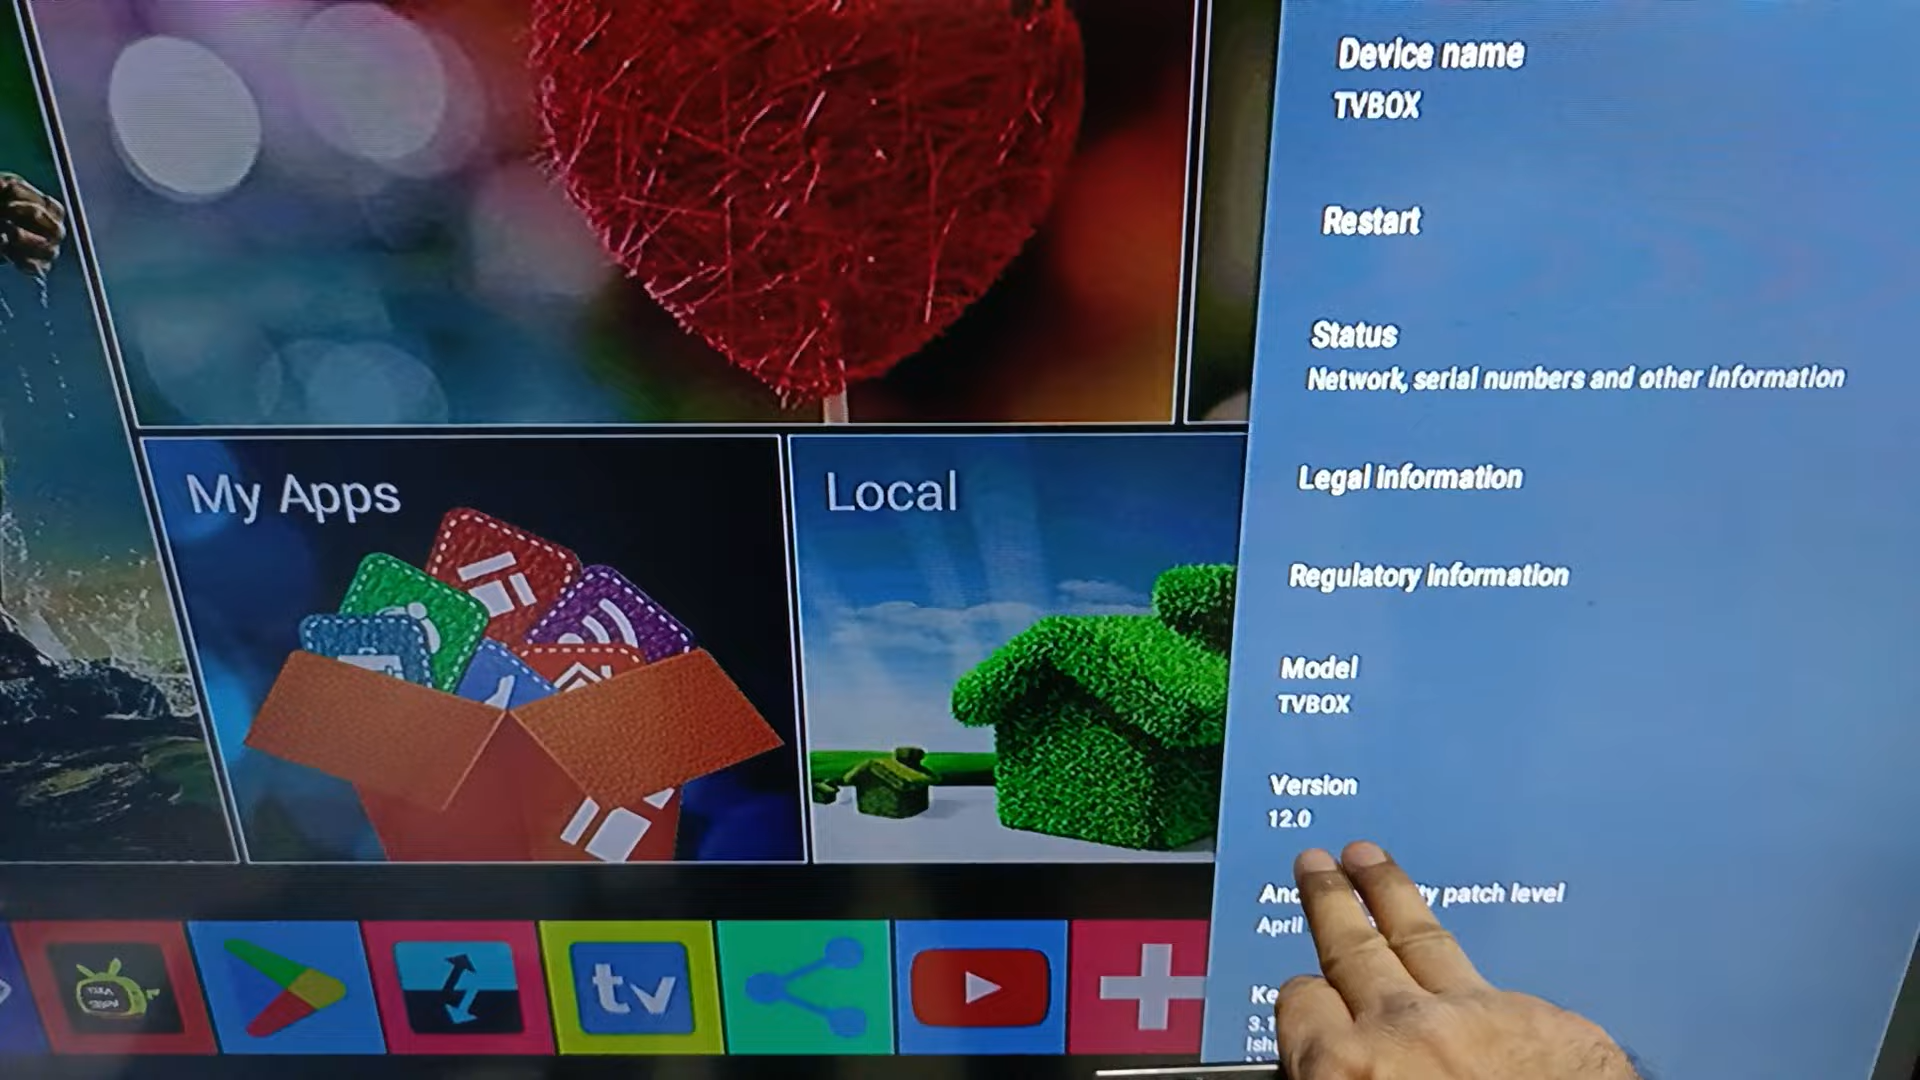 Device name
TVBOX
Restart
Status
Network, serial numbers and other information
Legal information
Regulatory information
Model
TVBOX
Version
12.0
patch level
April
My Apps
Local
tv